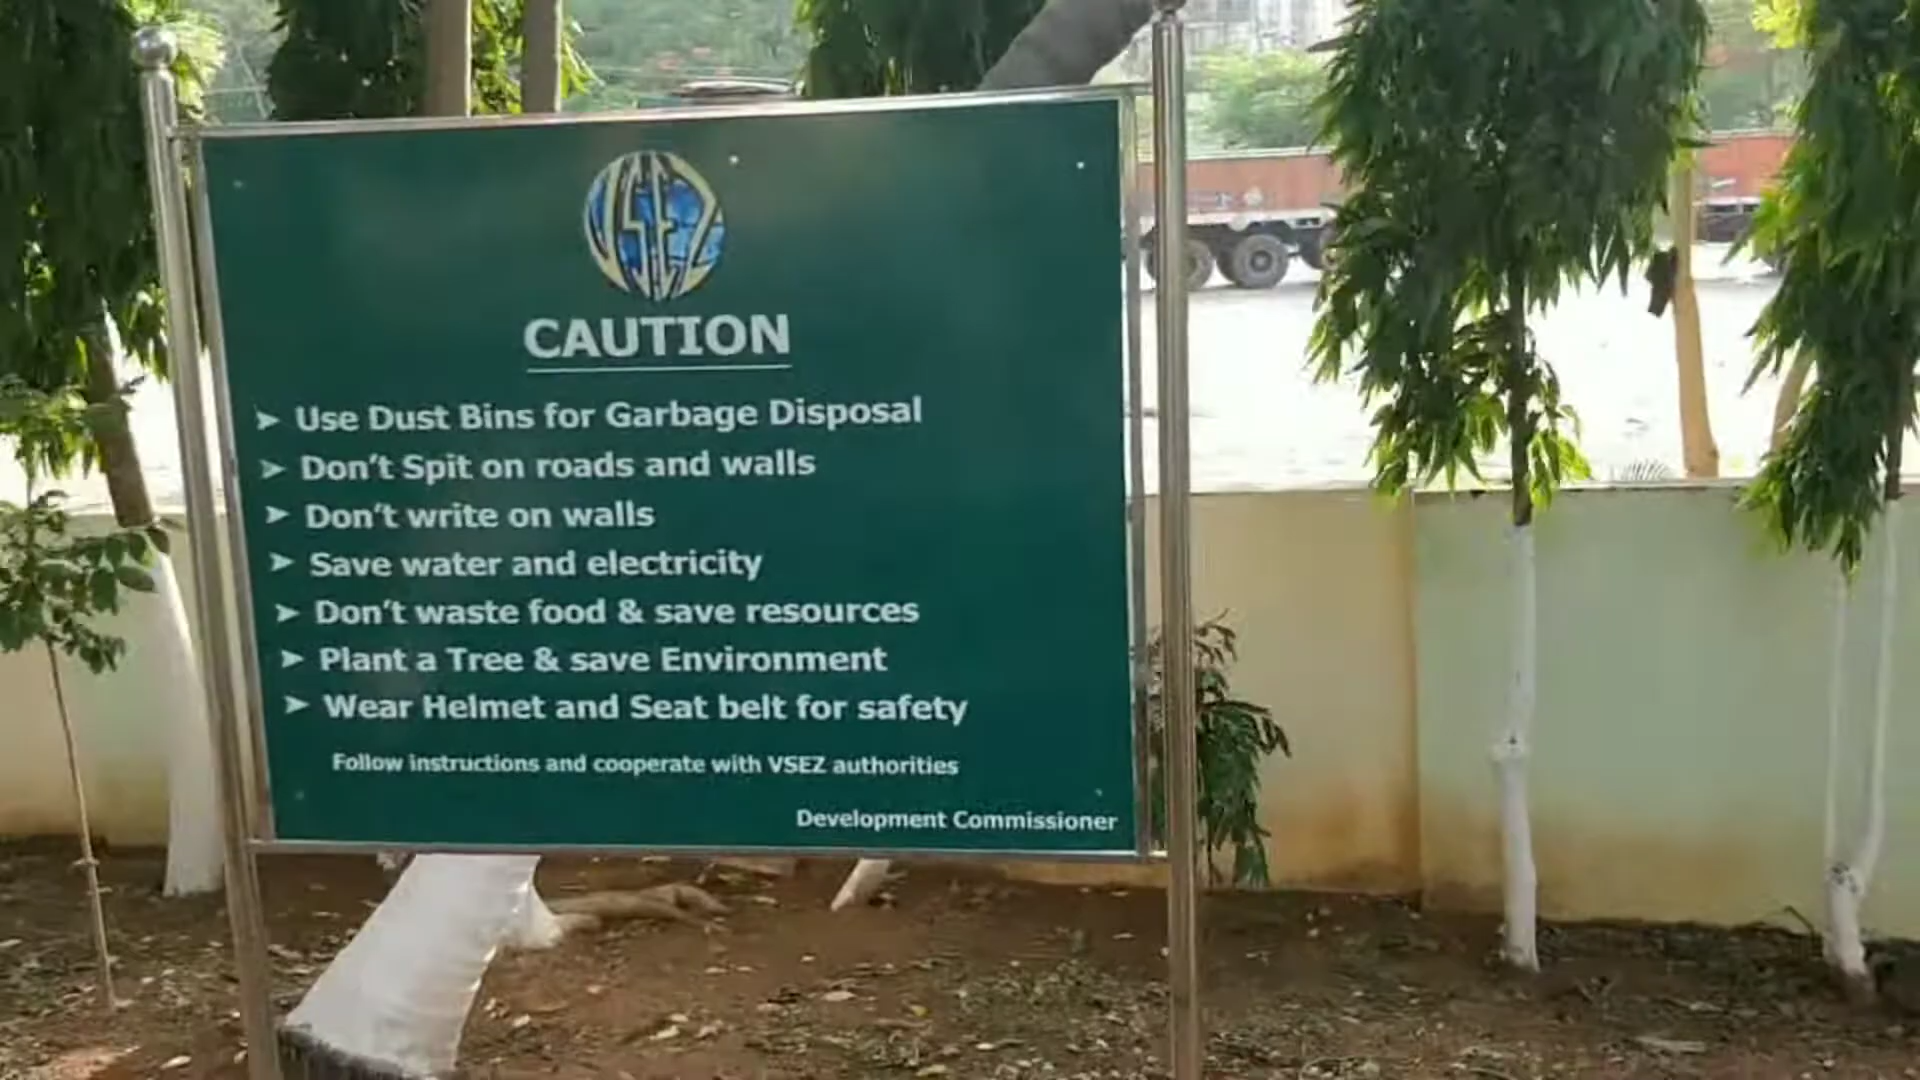 VSEZ
CAUTION
➤ Use Dust Bins for Garbage Disposal
➤ Don't Spit on roads and walls
➤ Don't write on walls
➤ Save water and electricity
➤ Don't waste food & save resources
➤ Plant a Tree & save Environment
➤ Wear Helmet and Seat belt for safety
Follow instructions and cooperate with VSEZ authorities
Development Commissioner